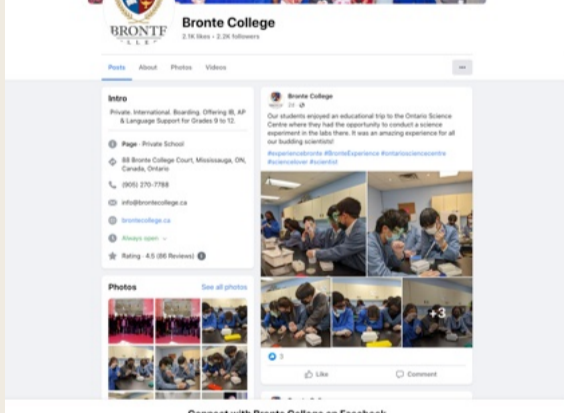 BRONTE
Bronte College
2.1K likes • 2.2K followers
Posts
About
Photos
Videos
Intro
Private. International. Boarding. Offering IB, AP
& Language Support for Grades 9 to 12.
Page · Private School
88 Bronte College Court, Mississauga, ON,
Canada, Ontario
(905) 270-7788
info@brontecollege.ca
brontecollege.ca
Always open
Rating · 4.5 (86 Reviews)
Photos
See all photos
Bronte College
2d
Our students enjoyed an educational trip to the Ontario Science
Centre where they had the opportunity to conduct a science
experiment in the labs there. It was an amazing experience for all
our budding scientists!
#experiencebronte #BronteExperience #ontariosciencecentre
#sciencelover #scientist
+3
3
Like
Comment
Connect with Bronte College on Facebook